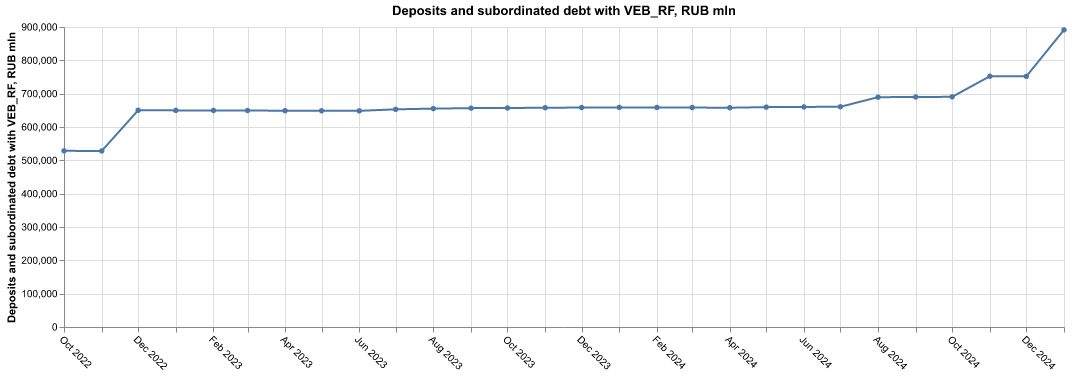 Deposits and subordinated debt with VEB_RF, RUB mln
Deposits and subordinated debt with VEB_RF, RUB mln
900,000
800,000
700,000
600,000
500,000
400,000
300,000
200,000
100,000
0
Oct 2022
Dec 2022
Feb 2023
Apr 2023
Jun 2023
Aug 2023
Oct 2023
Dec 2023
Feb 2024
Apr 2024
Jun 2024
Aug 2024
Oct 2024
Dec 2024